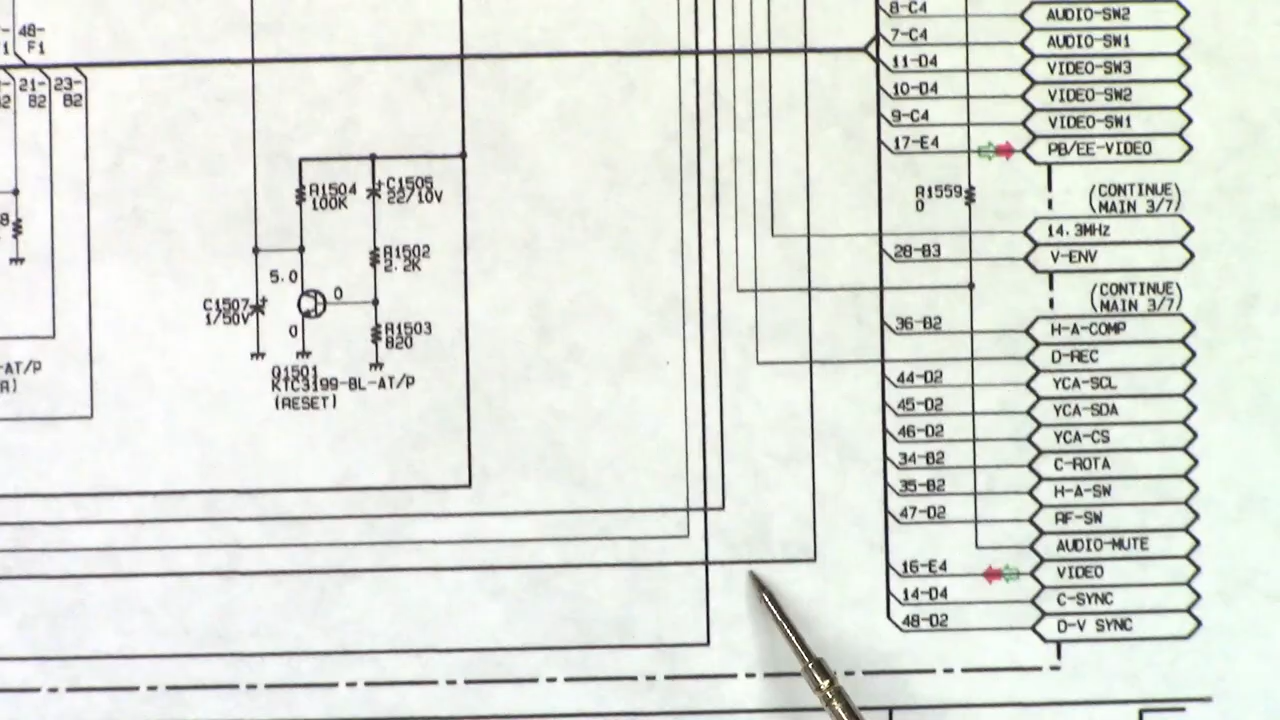 8-C4 AUDIO-SW2
7-C4 AUDIO-SW1
11-D4 VIDEO-SW3
10-D4 VIDEO-SW2
9-C4 VIDEO-SW1
17-E4 PB/EE-VIDEO
48-
F1
21-
B2
23-
B2
R1504
100K
C1505
22/10V
R1502
2.2K
5.0
0
C1507
1/50V
0
R1503
820
Q1501
KTC3199-BL-AT/P
(RESET)
-AT/P
R1559
0
(CONTINUE
MAIN 3/7)
14.3MHz
28-B3 V-ENV
(CONTINUE
MAIN 3/7)
36-B2 H-A-COMP
D-REC
44-D2 YCA-SCL
45-D2 YCA-SDA
46-D2 YCA-CS
34-B2 C-ROTA
35-B2 H-A-SW
47-D2 RF-SW
AUDIO-MUTE
16-E4 VIDEO
14-D4 C-SYNC
48-D2 D-V SYNC